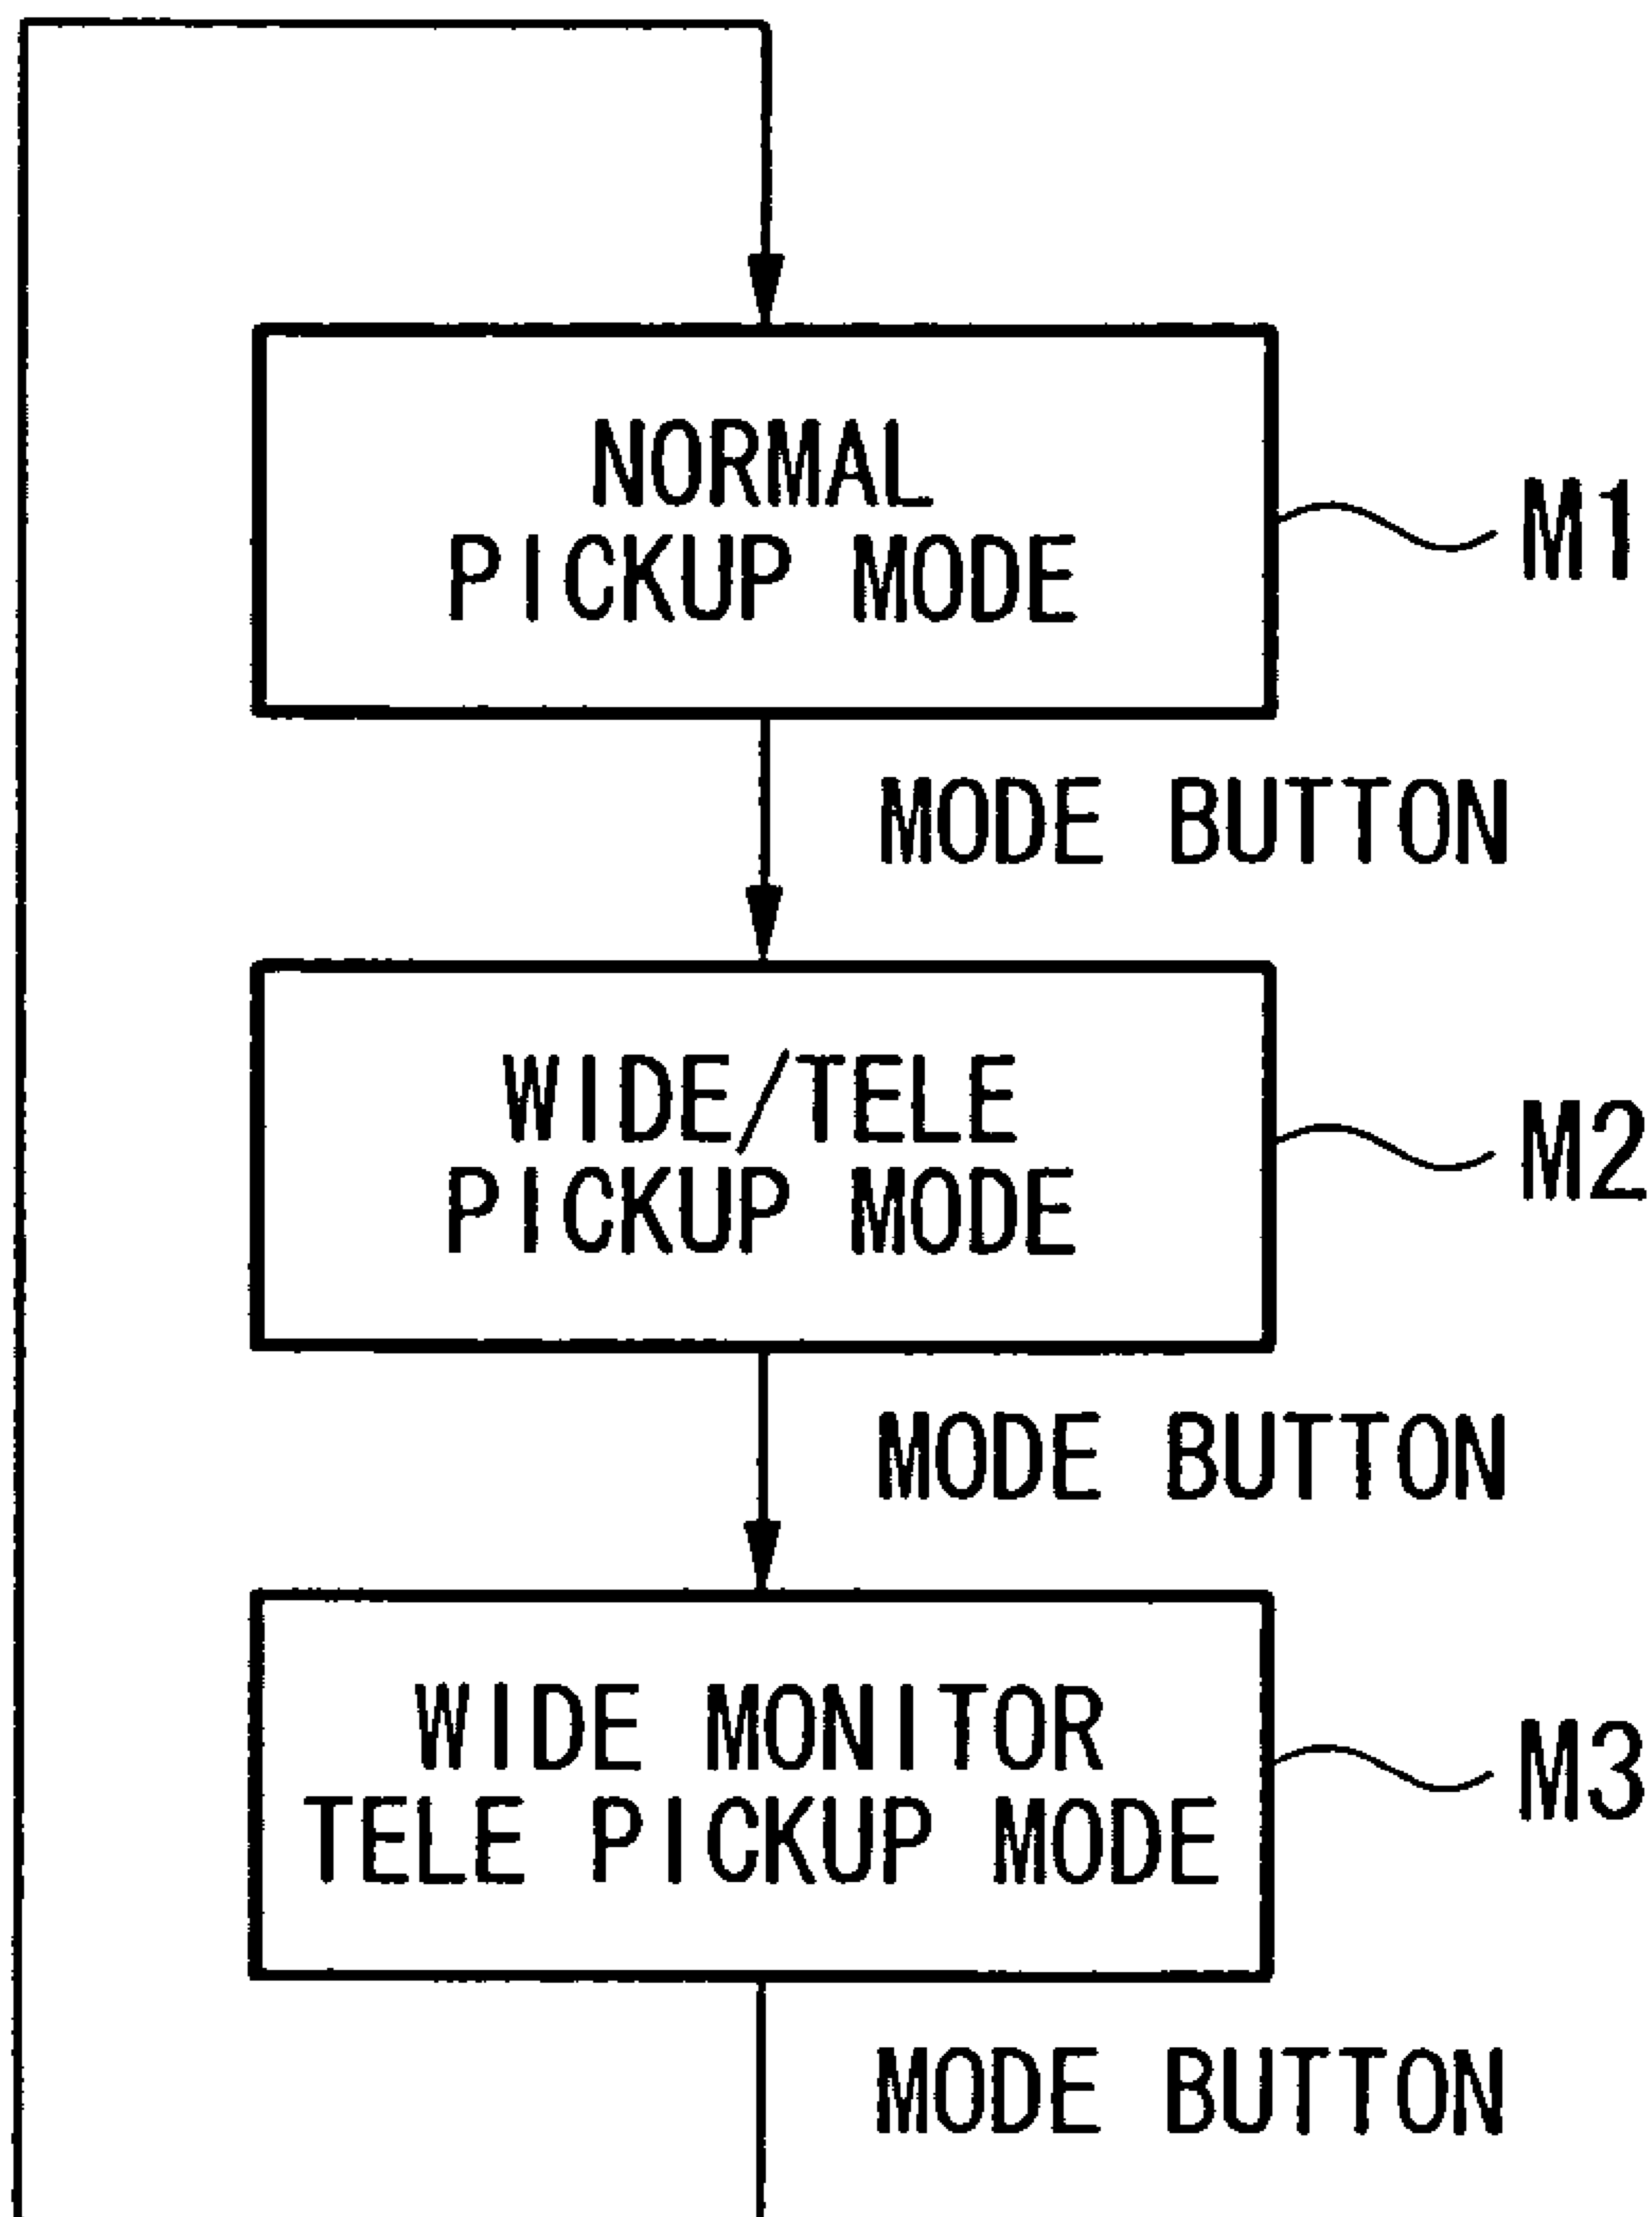 NORMAL
PICKUP MODE
M1
MODE BUTTON
WIDE/TELE
PICKUP MODE
M2
MODE BUTTON
WIDE MONITOR
TELE PICKUP MODE
M3
MODE BUTTON